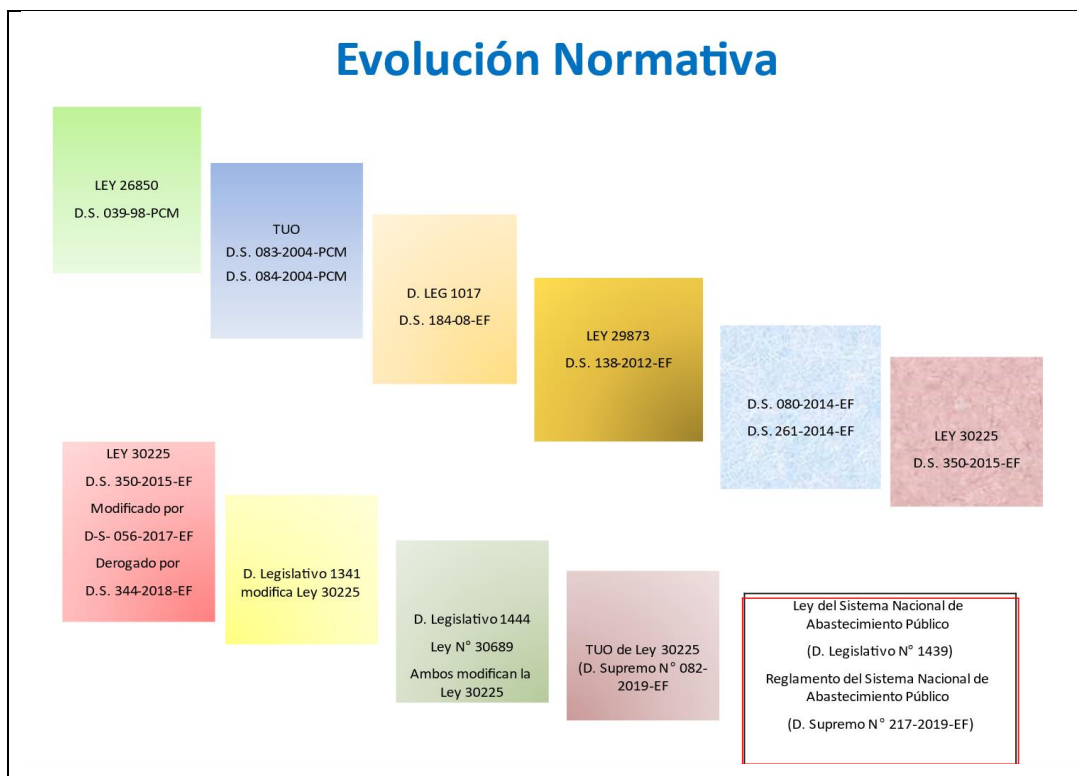 Evolución Normativa
LEY 26850
D.S. 039-98-PCM
TUO
D.S. 083-2004-PCM
D.S. 084-2004-PCM
D. LEG 1017
D.S. 184-08-EF
LEY 29873
D.S. 138-2012-EF
D.S. 080-2014-EF
D.S. 261-2014-EF
LEY 30225
D.S. 350-2015-EF
LEY 30225
D.S. 350-2015-EF
Modificado por
D-S- 056-2017-EF
Derogado por
D.S. 344-2018-EF
D. Legislativo 1341
modifica Ley 30225
D. Legislativo 1444
Ley N° 30689
Ambos modifican la
Ley 30225
TUO de Ley 30225
(D. Supremo N° 082-
2019-EF
Ley del Sistema Nacional de
Abastecimiento Público
(D. Legislativo N° 1439)
Reglamento del Sistema Nacional de
Abastecimiento Público
(D. Supremo N° 217-2019-EF)